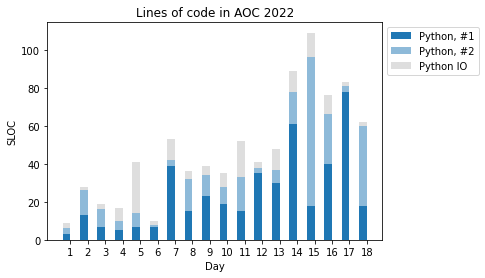 Lines of code in AOC 2022
Python, #1
Python, #2
Python IO
100
80
60
40
20
0
SLOC
1 2 3 4 5 6 7 8 9 10 11 12 13 14 15 16 17 18
Day